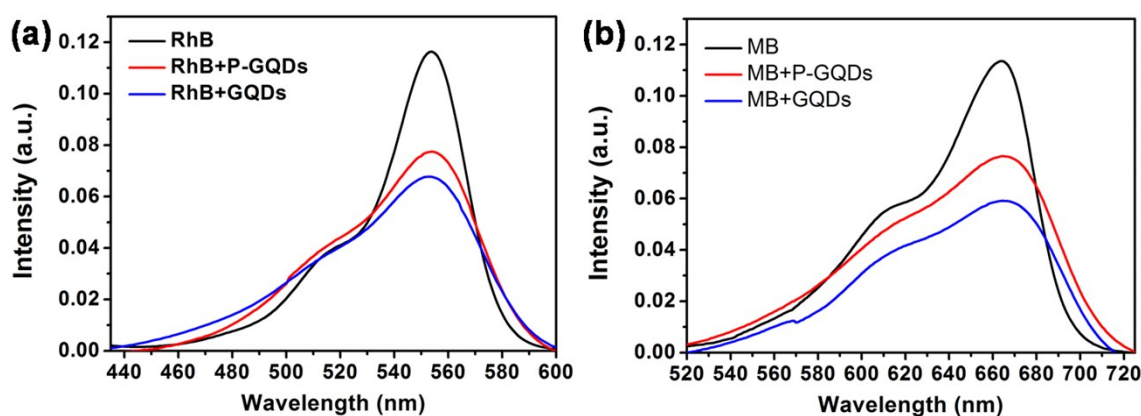 (a)
RhB
RhB+P-GQDs
RhB+GQDs
Intensity (a.u.)
0.12
0.10
0.08
0.06
0.04
0.02
0.00
440 460 480 500 520 540 560 580 600
Wavelength (nm)
(b)
MB
MB+P-GQDs
MB+GQDs
Intensity (a.u.)
0.12
0.10
0.08
0.06
0.04
0.02
0.00
520 540 560 580 600 620 640 660 680 700 720
Wavelength (nm)